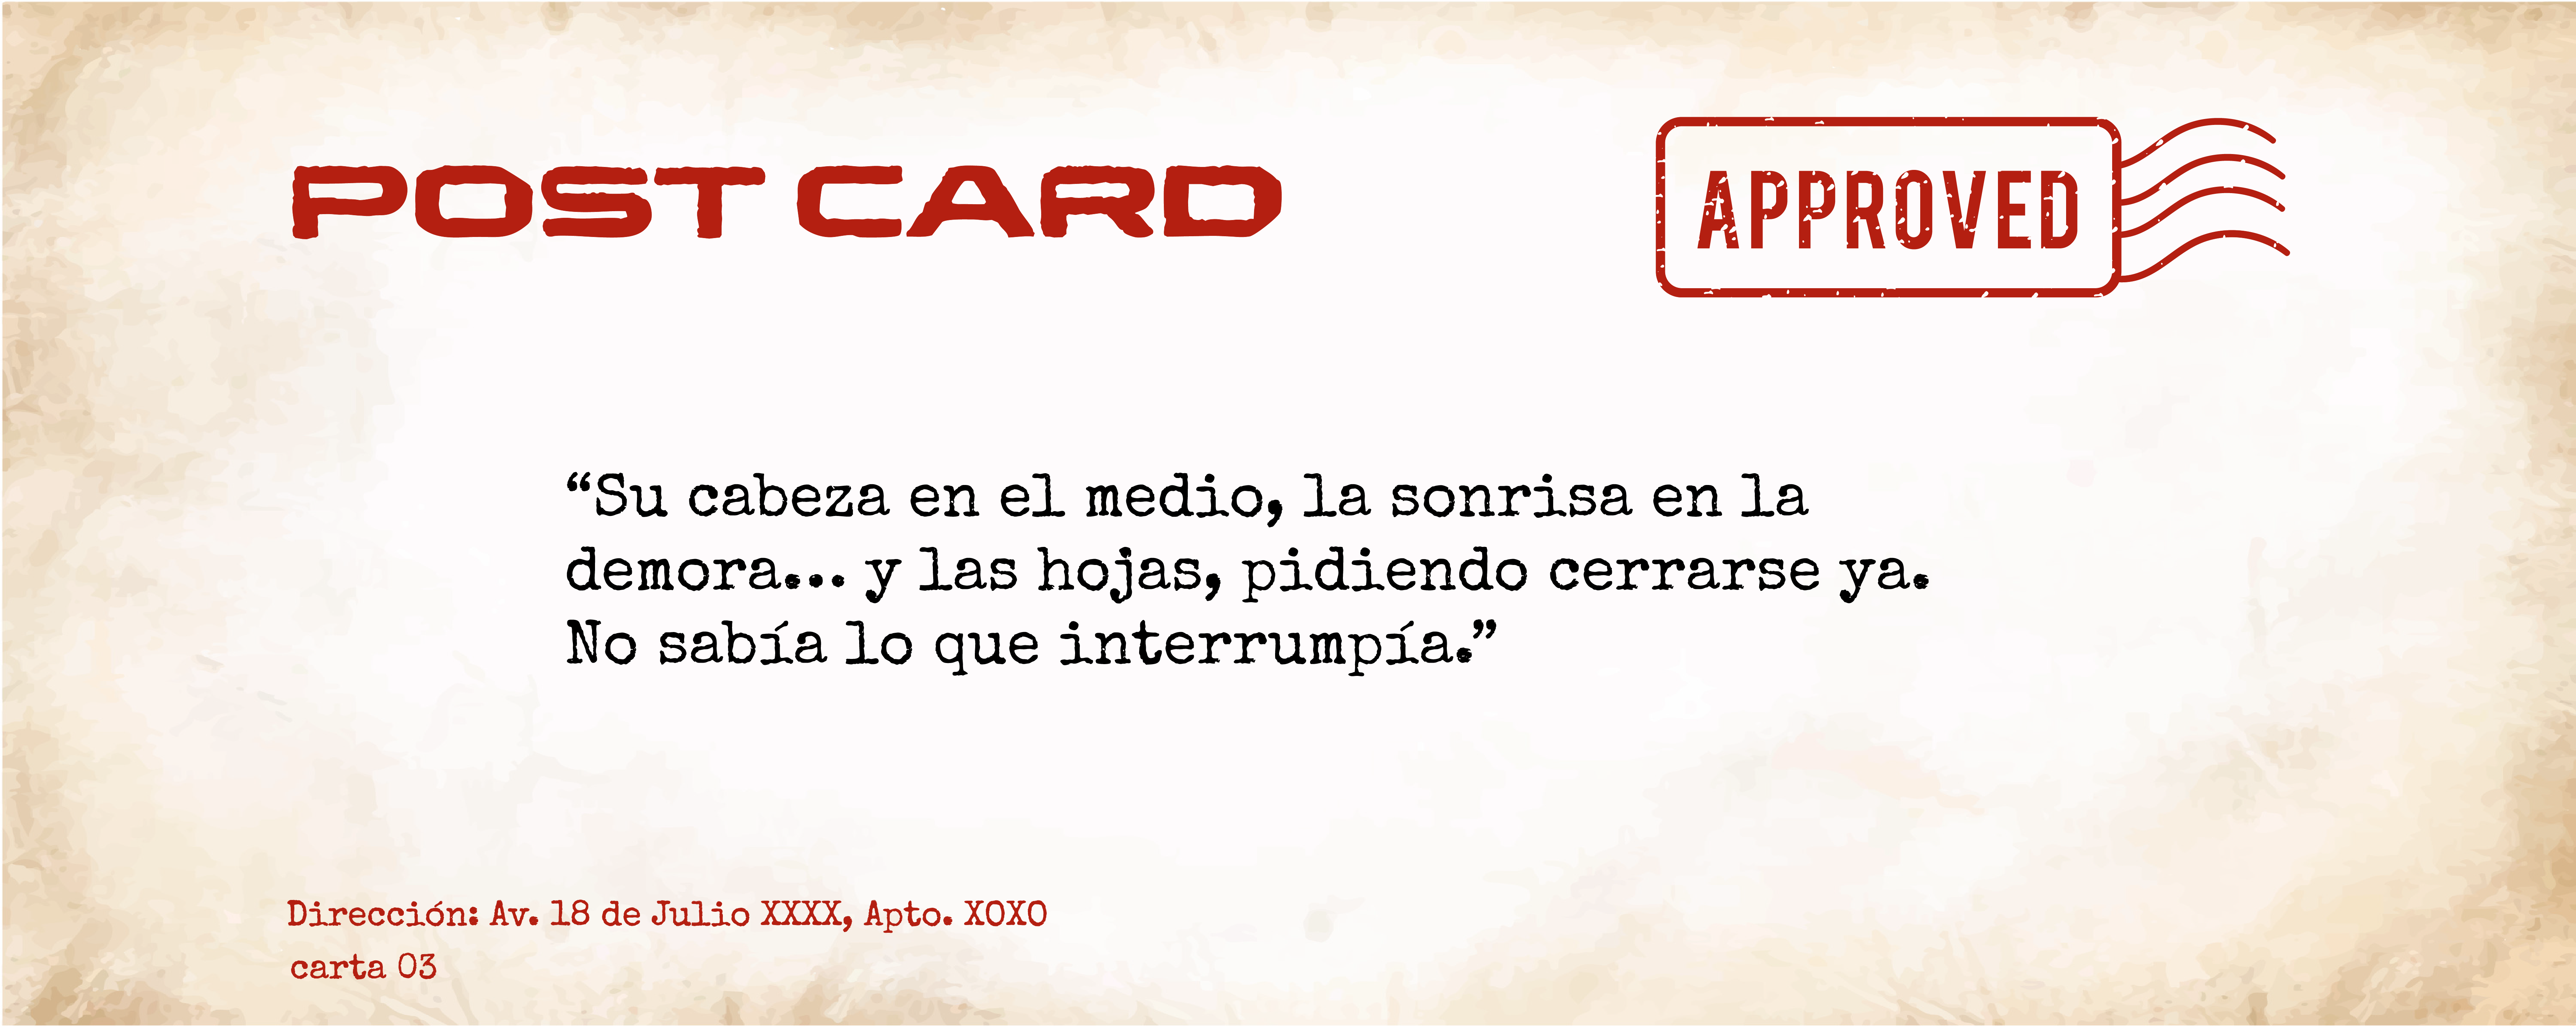 POST CARD
APPROVED
“Su cabeza en el medio, la sonrisa en la
demora... y las hojas, pidiendo cerrarse ya.
No sabía lo que interrumpía.”
Dirección: Av. 18 de Julio XXXX, Apto. XOXO
carta 03